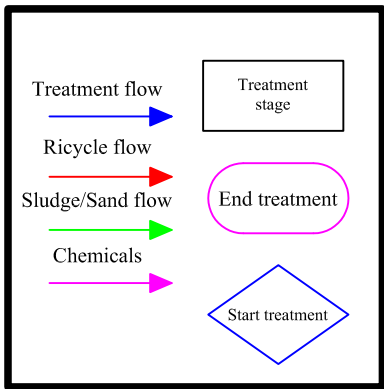 Treatment flow
Ricycle flow
Sludge/Sand flow
Chemicals
Treatment
stage
End treatment
Start treatment